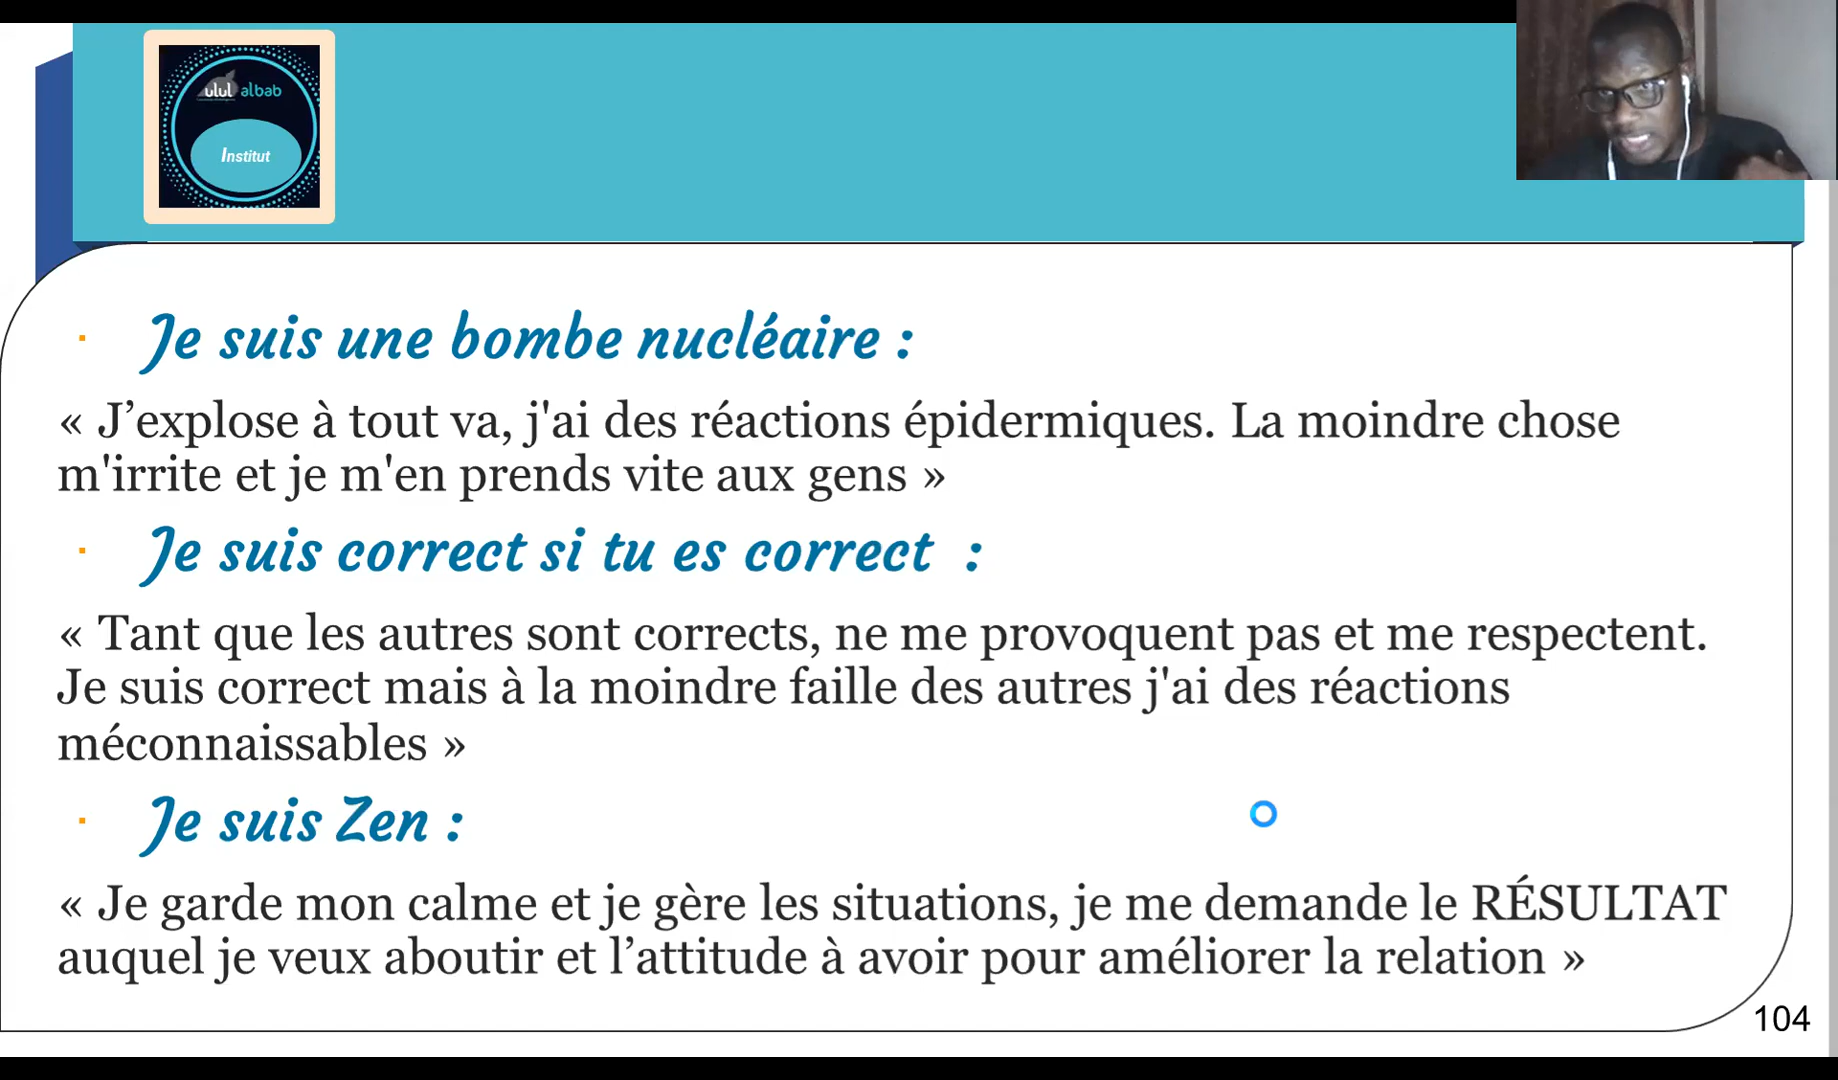 ulul albab
Institut
Je suis une bombe nucléaire :
« J’explose à tout va, j'ai des réactions épidermiques. La moindre chose
m'irrite et je m'en prends vite aux gens »
Je suis correct si tu es correct :
« Tant que les autres sont corrects, ne me provoquent pas et me respectent.
Je suis correct mais à la moindre faille des autres j'ai des réactions
méconnaissables »
Je suis Zen :
« Je garde mon calme et je gère les situations, je me demande le RÉSULTAT
auquel je veux aboutir et l’attitude à avoir pour améliorer la relation »
104